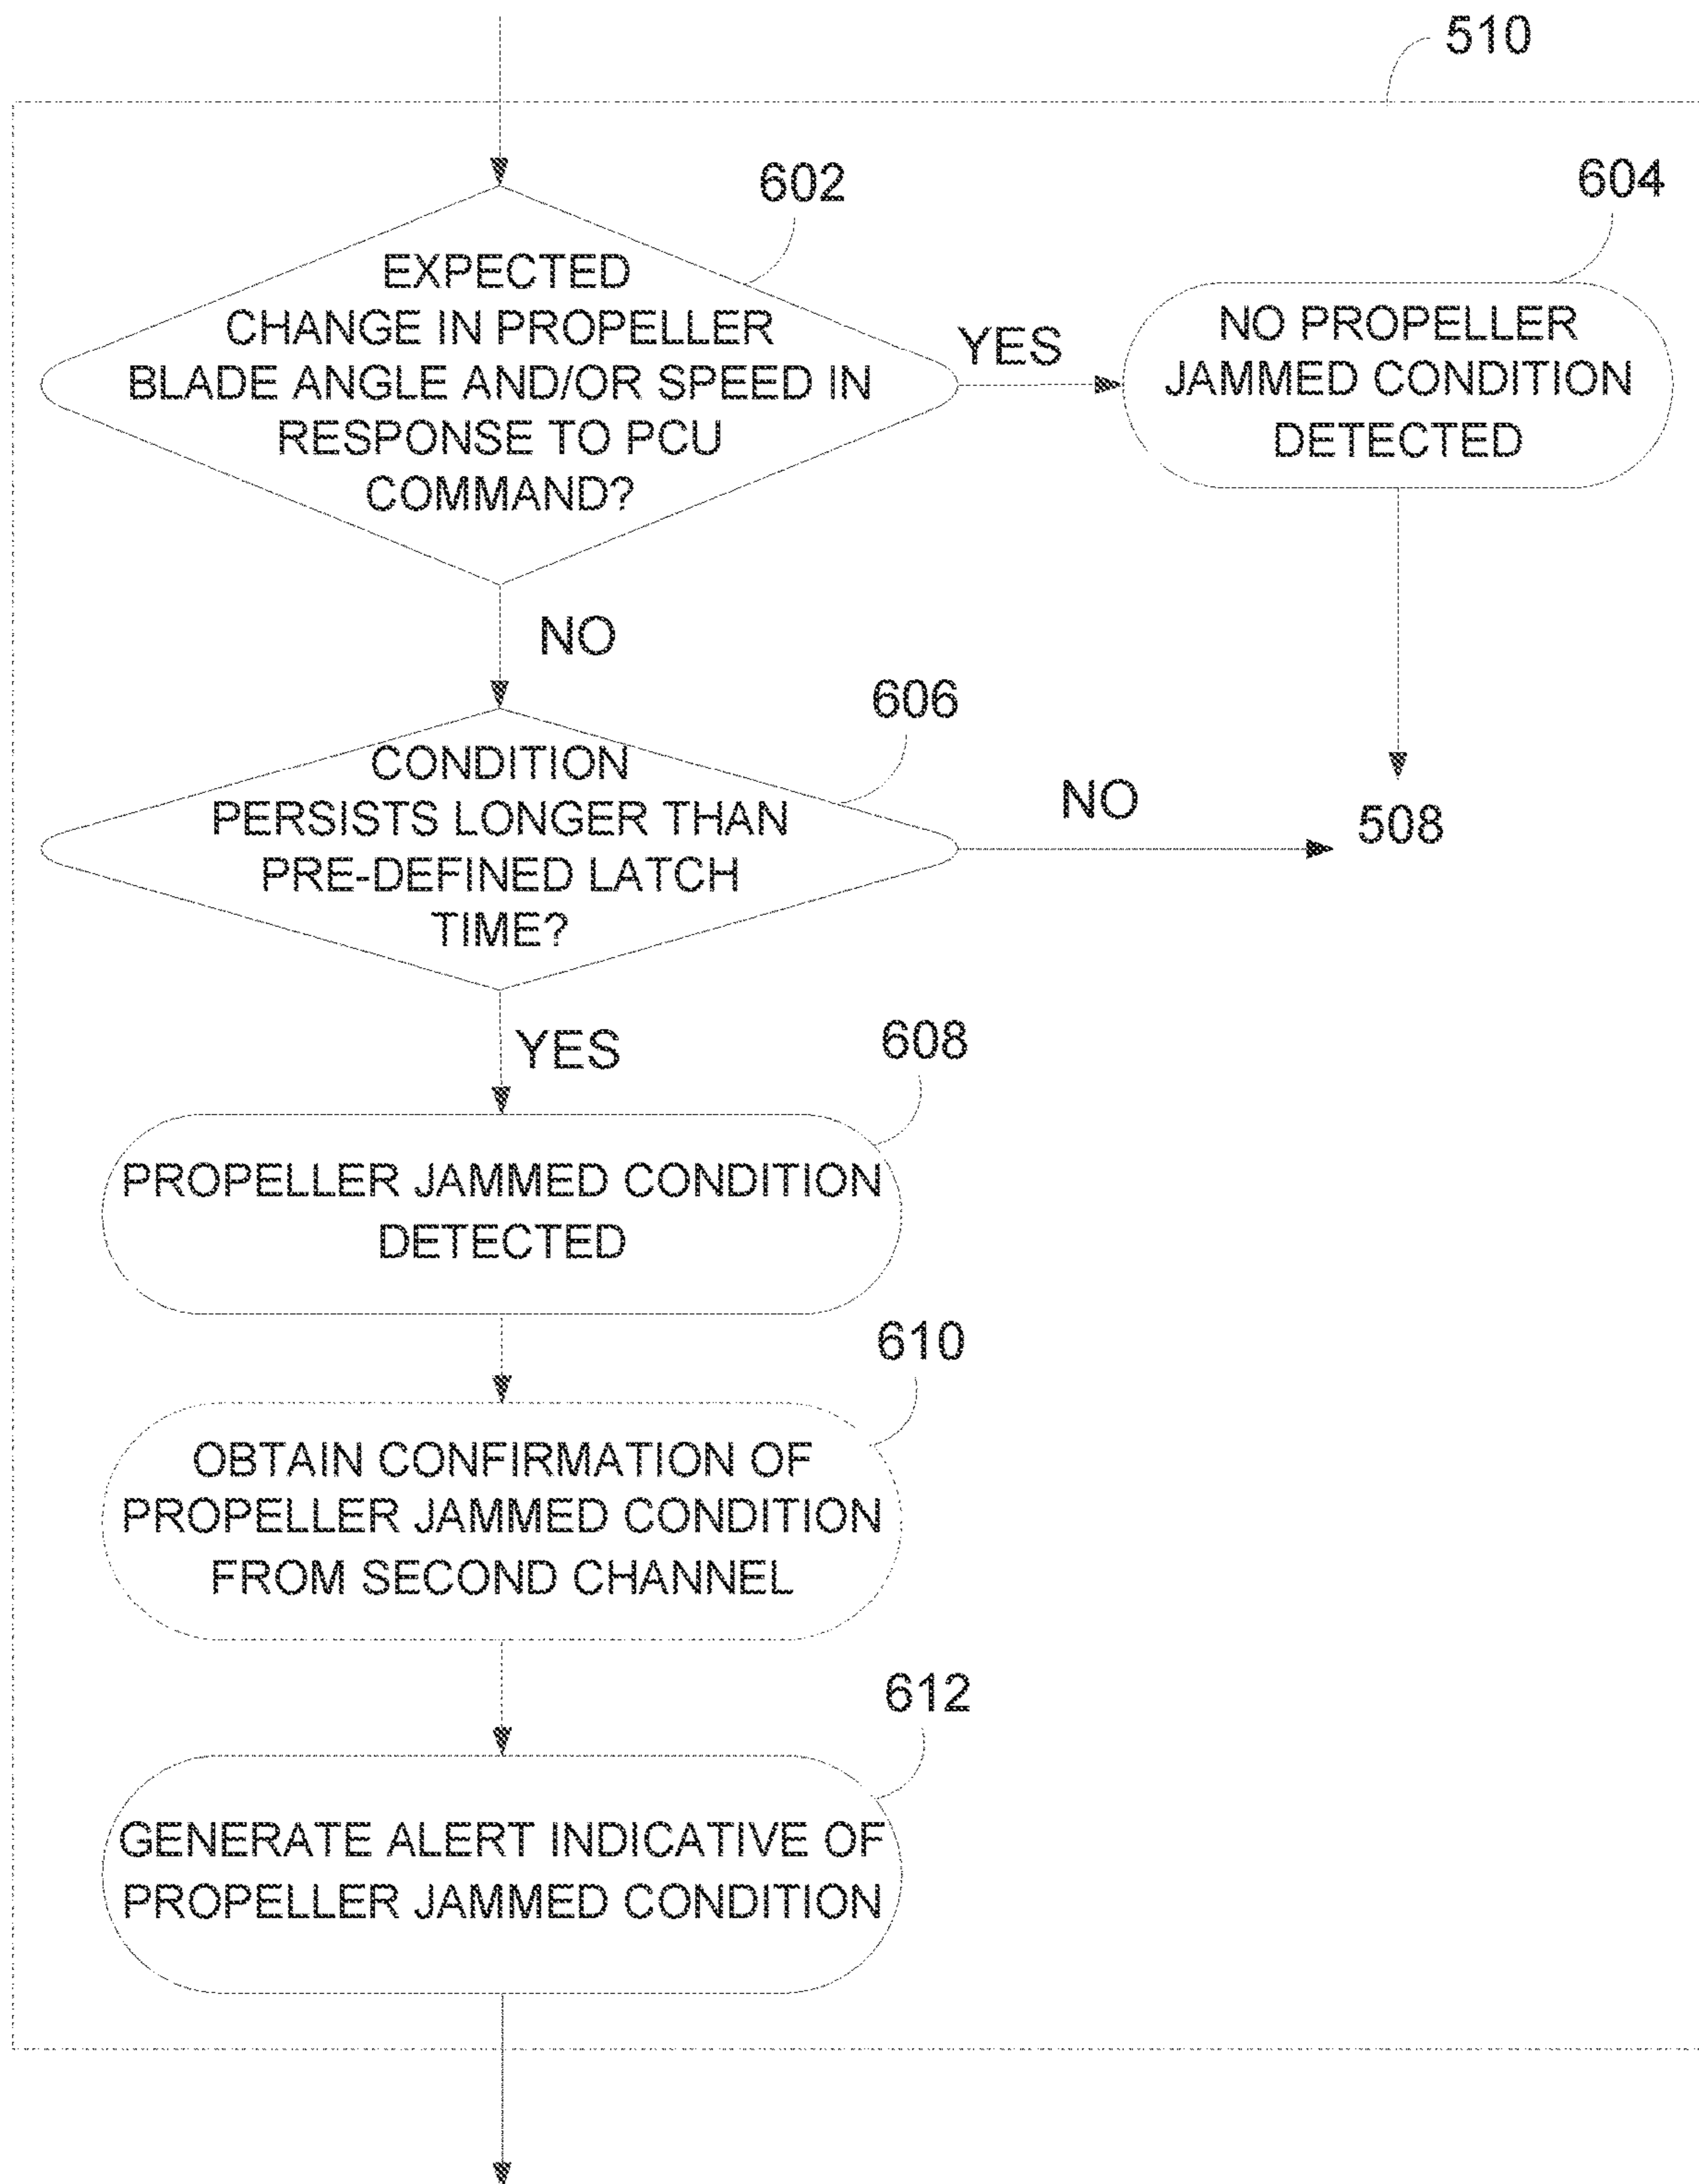 510
602
604
EXPECTED
CHANGE IN PROPELLER
BLADE ANGLE AND/OR SPEED IN
RESPONSE TO PCU
COMMAND?
YES
NO PROPELLER
JAMMED CONDITION
DETECTED
NO
606
CONDITION
PERSISTS LONGER THAN
PRE-DEFINED LATCH
TIME?
NO
508
YES
608
PROPELLER JAMMED CONDITION
DETECTED
610
OBTAIN CONFIRMATION OF
PROPELLER JAMMED CONDITION
FROM SECOND CHANNEL
612
GENERATE ALERT INDICATIVE OF
PROPELLER JAMMED CONDITION